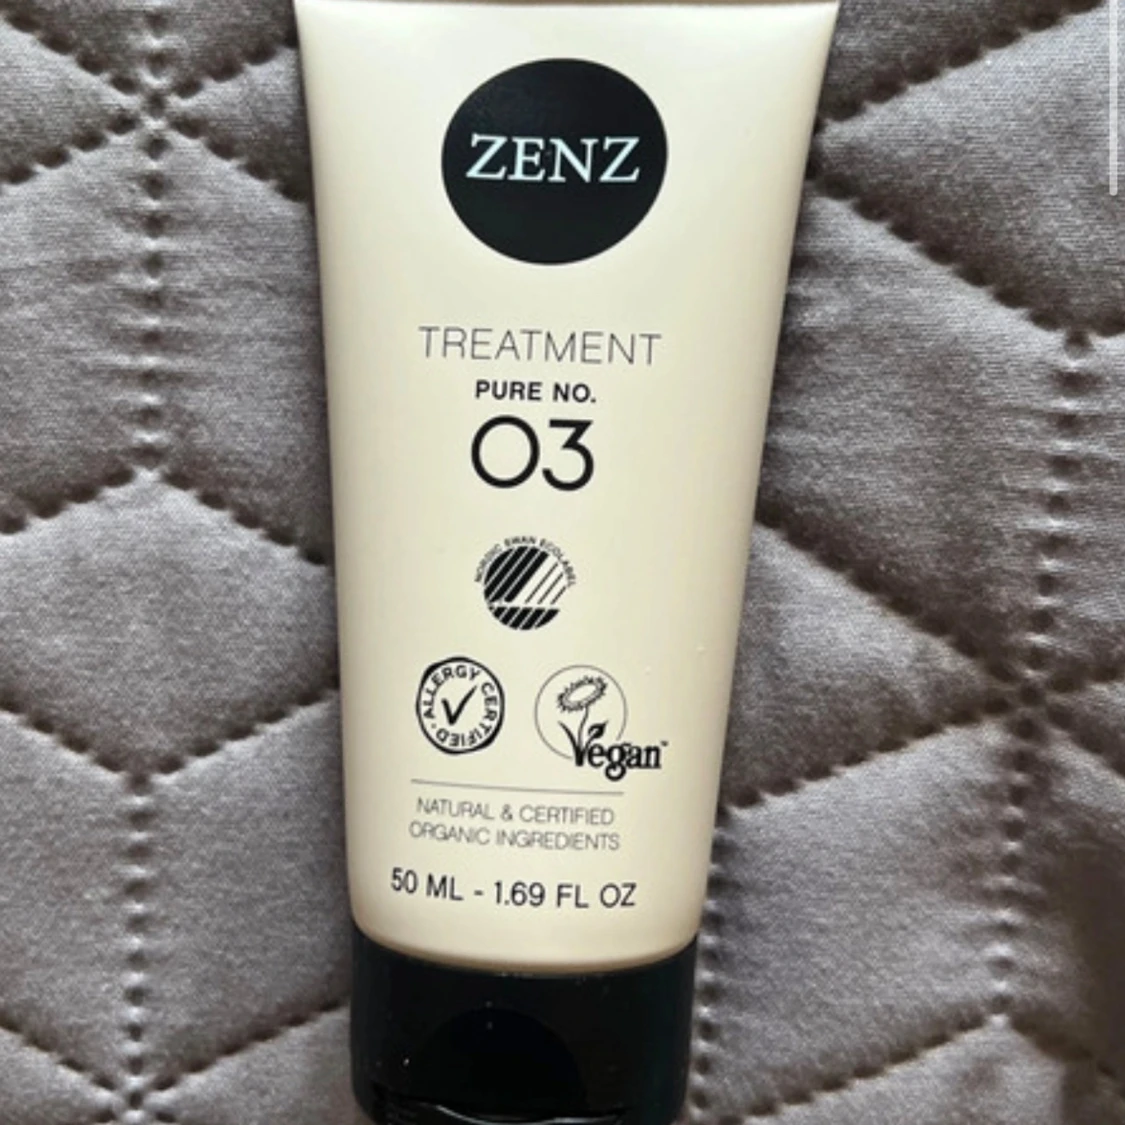 ZENZ
TREATMENT
PURE NO.
03
NORDIC SWAN ECOLABEL
ALLERGY CERTIFIED
Vegan™
NATURAL & CERTIFIED
ORGANIC INGREDIENTS
50 ML - 1.69 FL OZ